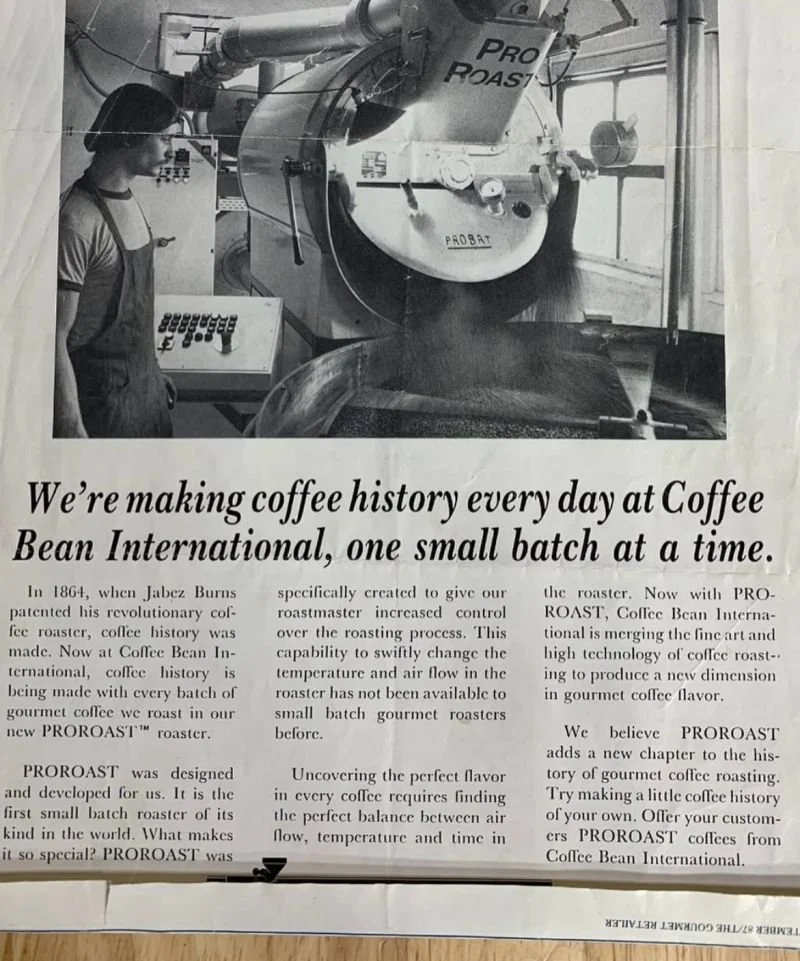 PRO
ROAST
PROBAT
We're making coffee history every day at Coffee
Bean International, one small batch at a time.
In 1864, when Jabez Burns
patented his revolutionary cof-
fee roaster, coffee history was
made. Now at Coffee Bean In-
ternational, coffee history is
being made with every batch of
gourmet coffee we roast in our
new PROROAST™ roaster.
PROROAST was designed
and developed for us. It is the
first small batch roaster of its
kind in the world. What makes
it so special? PROROAST was
specifically created to give our
roastmaster increased control
over the roasting process. This
capability to swiftly change the
temperature and air flow in the
roaster has not been available to
small batch gourmet roasters
before.
Uncovering the perfect flavor
in every coffee requires finding
the perfect balance between air
flow, temperature and time in
the roaster. Now with PRO-
ROAST, Coffee Bean Interna-
tional is merging the fine art and
high technology of coffee roast-
ing to produce a new dimension
in gourmet coffee flavor.
We believe PROROAST
adds a new chapter to the his-
tory of gourmet coffee roasting.
Try making a little coffee history
of your own. Offer your custom-
ers PROROAST coffees from
Coffee Bean International.
TEMBER 87/THE GOURMET RETAILER